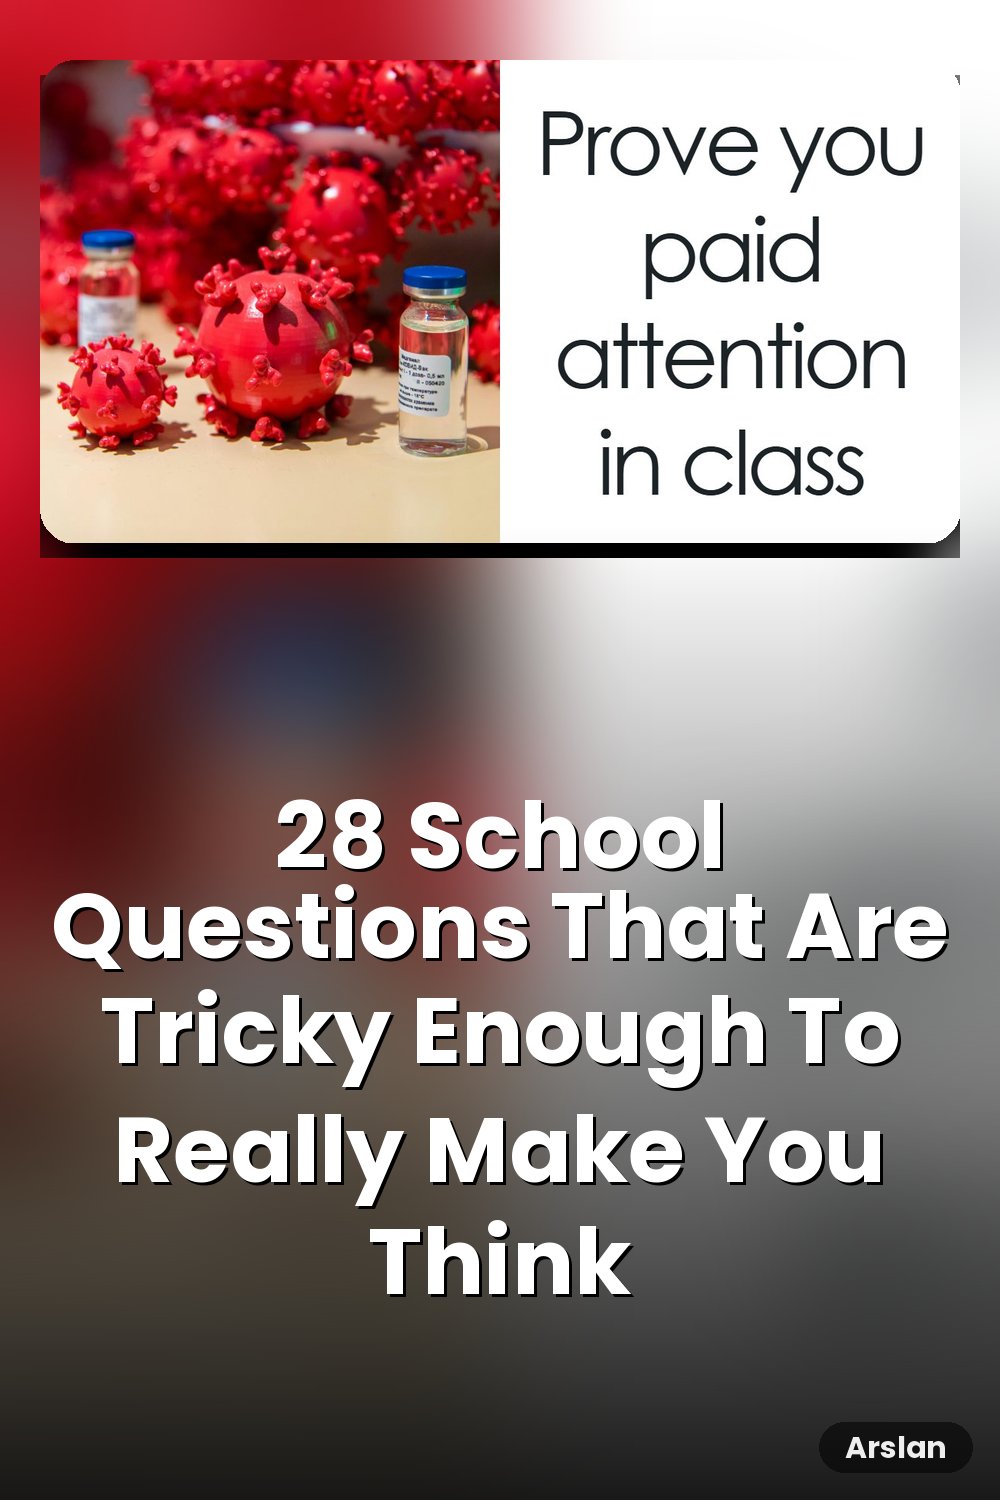 Prove you
paid
attention
in class
28 School
Questions That Are
Tricky Enough To
Really Make You
Think
Arslan